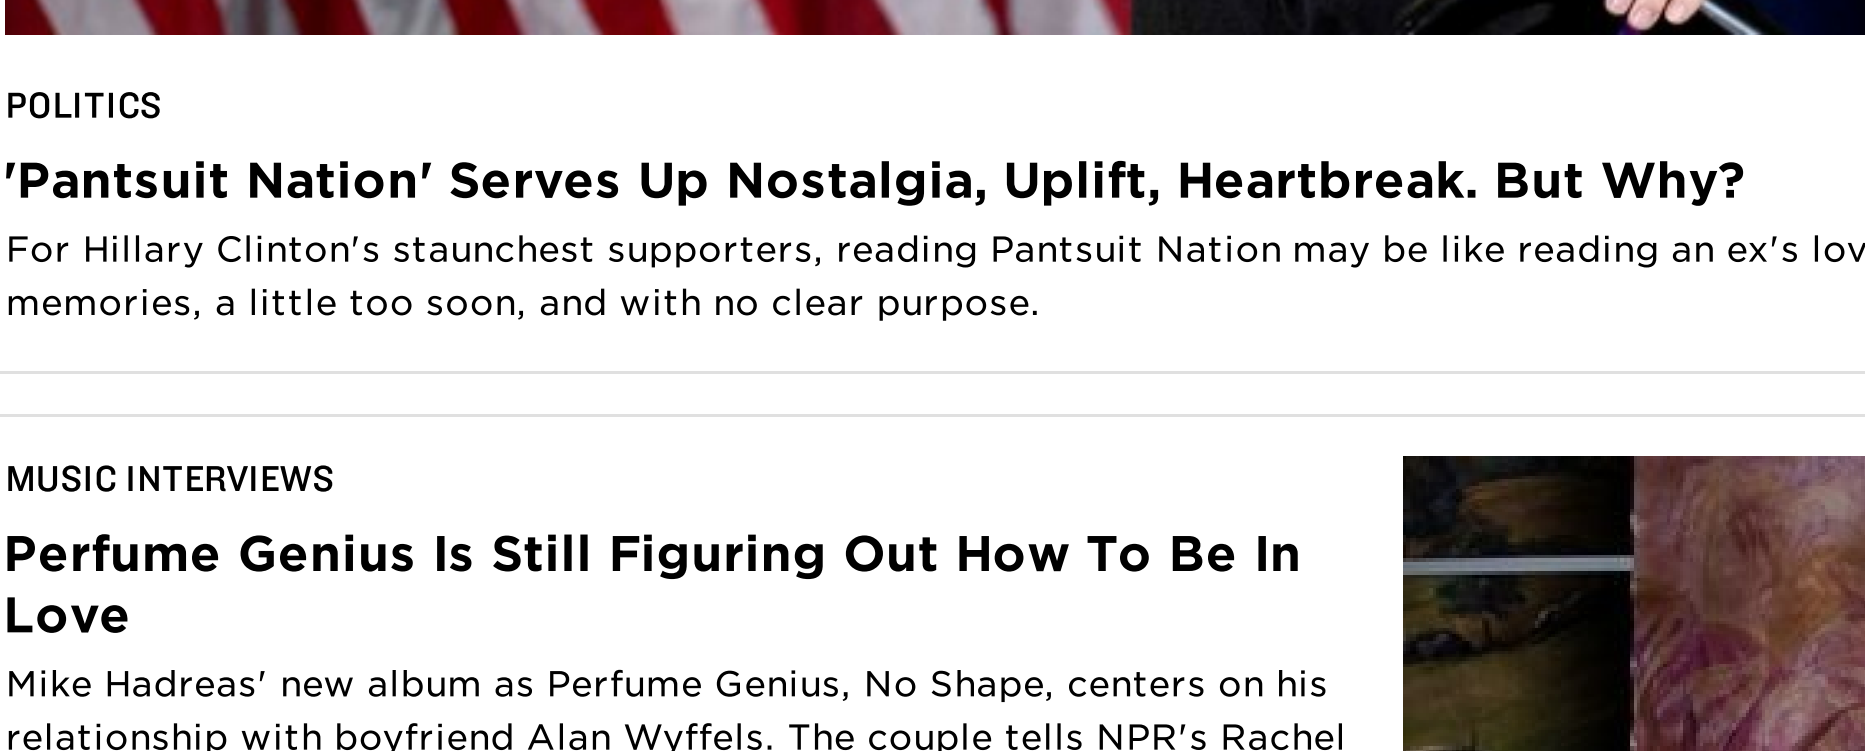 POLITICS
'Pantsuit Nation' Serves Up Nostalgia, Uplift, Heartbreak. But Why?
For Hillary Clinton's staunchest supporters, reading Pantsuit Nation may be like reading an ex's lov
memories, a little too soon, and with no clear purpose.
MUSIC INTERVIEWS
Perfume Genius Is Still Figuring Out How To Be In
Love
Mike Hadreas' new album as Perfume Genius, No Shape, centers on his
relationship with boyfriend Alan Wyffels. The couple tells NPR's Rachel